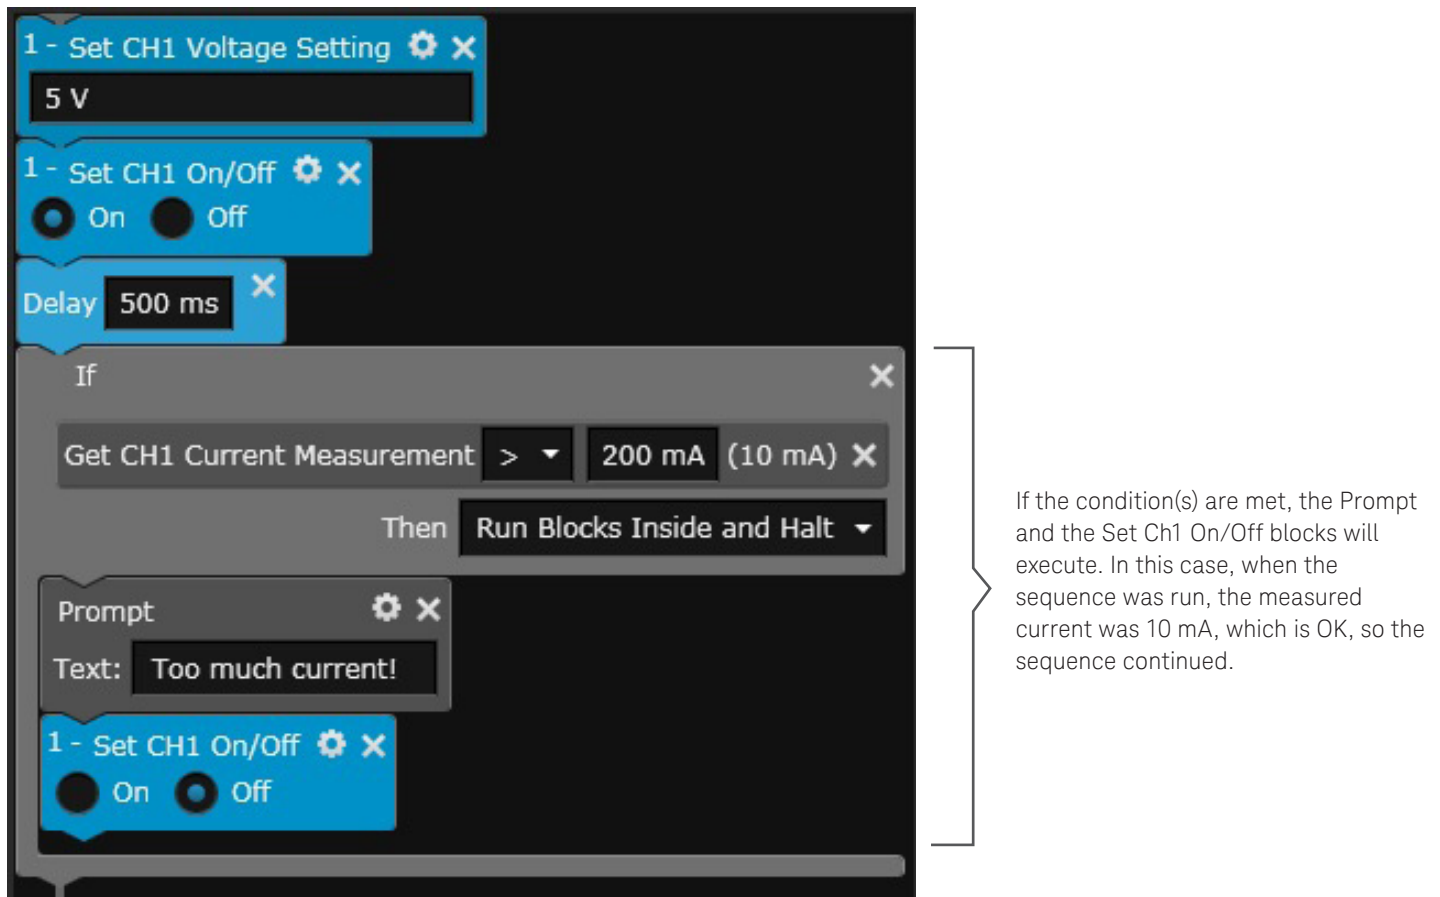 1 - Set CH1 Voltage Setting
5 V
1 - Set CH1 On/Off
On Off
Delay 500 ms
If
Get CH1 Current Measurement > 200 mA (10 mA)
Then Run Blocks Inside and Halt
Prompt
Text: Too much current!
1 - Set CH1 On/Off
On Off
If the condition(s) are met, the Prompt
and the Set Ch1 On/Off blocks will
execute. In this case, when the
sequence was run, the measured
current was 10 mA, which is OK, so the
sequence continued.